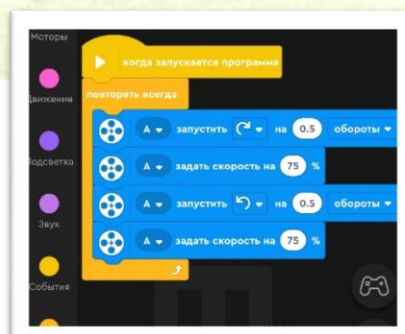 Моторы
когда запускается программа
повторять всегда
Движение
A запустить на 0.5 обороты
Подсветка
A задать скорость на 75 %
A запустить на 0.5 обороты
Звук
A задать скорость на 75 %
События